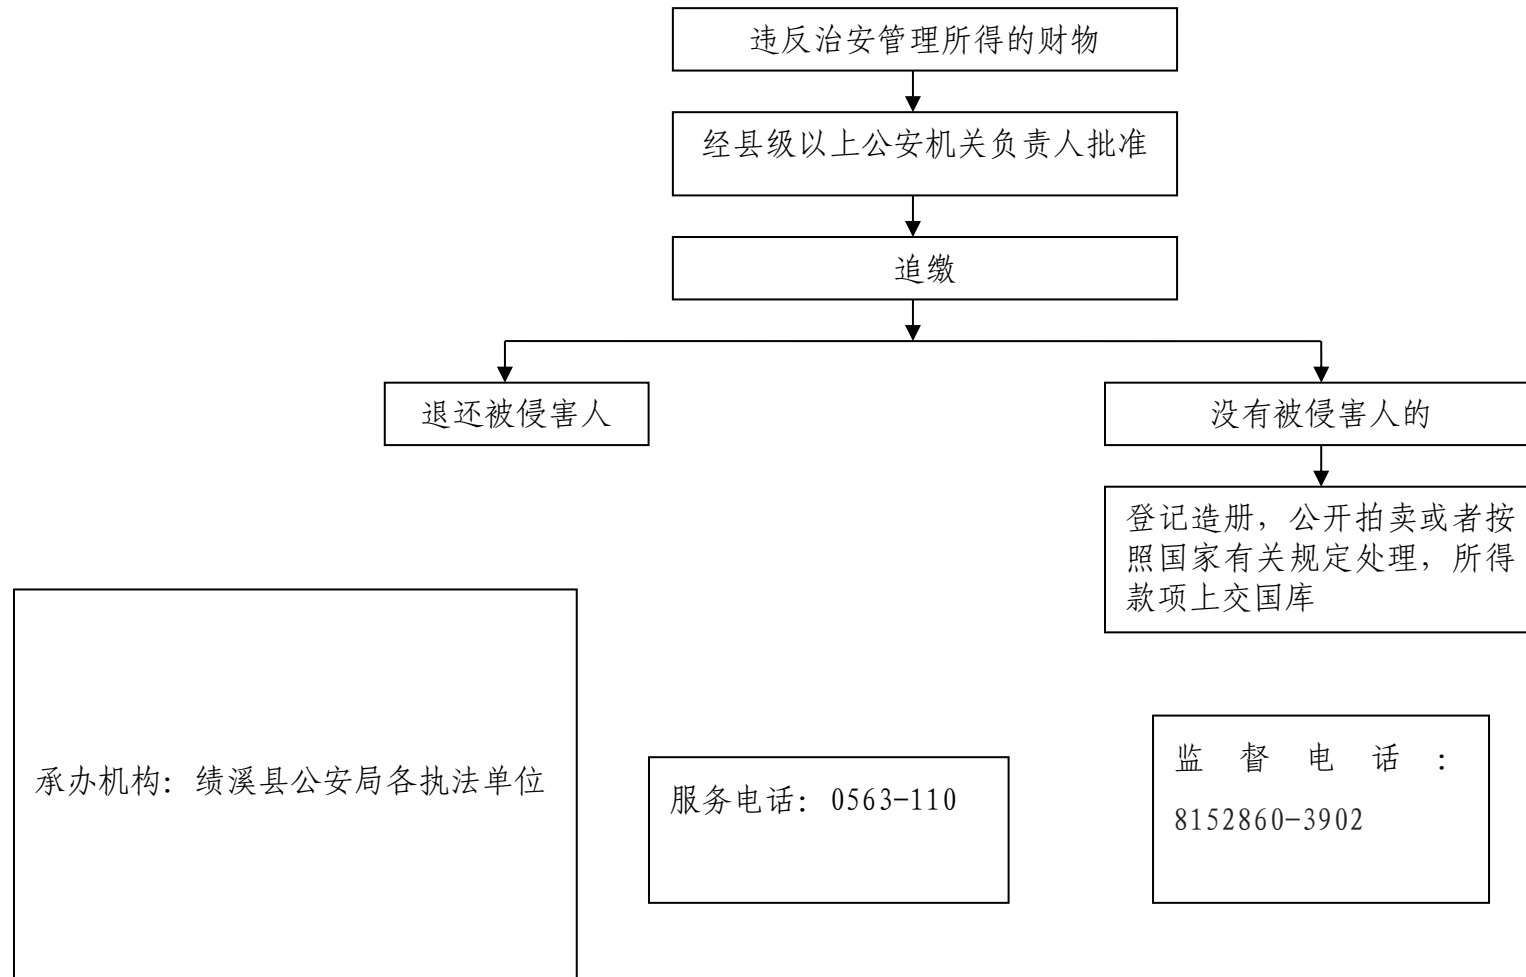 违反治安管理所得的财物
经县级以上公安机关负责人批准
追缴
退还被侵害人
没有被侵害人的
登记造册，公开拍卖或者按
照国家有关规定处理，所得
款项上交国库
承办机构：绩溪县公安局各执法单位
服务电话：0563-110
监督电话：
8152860-3902